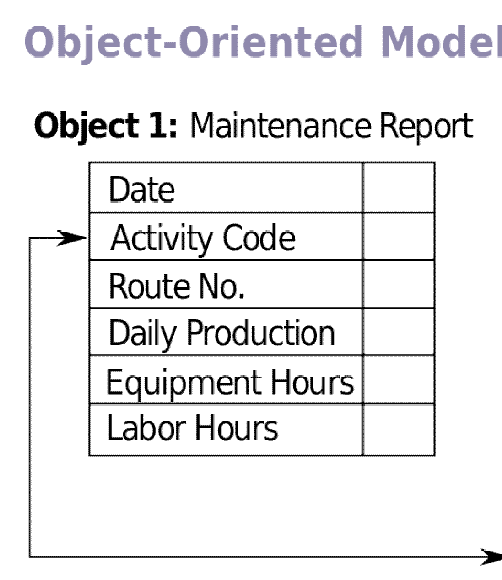 Object-Oriented Model
Object 1: Maintenance Report
Date
Activity Code
Route No.
Daily Production
Equipment Hours
Labor Hours